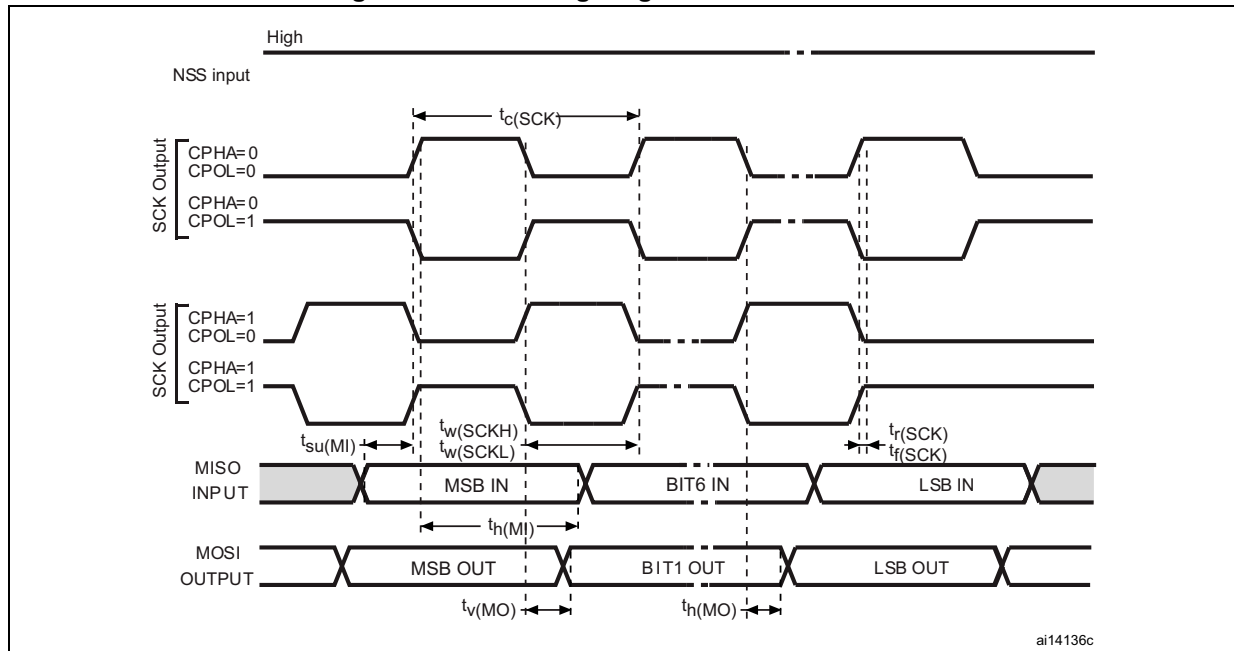 High
NSS input
tc(SCK)
SCK Output
CPHA=0
CPOL=0
CPHA=0
CPOL=1
SCK Output
CPHA=1
CPOL=0
CPHA=1
CPOL=1
tsu(MI)
tw(SCKH)
tw(SCKL)
tr(SCK)
tf(SCK)
MISO
INPUT
MSB IN
BIT6 IN
LSB IN
th(MI)
MOSI
OUTPUT
MSB OUT
BIT1 OUT
LSB OUT
tv(MO)
th(MO)
ai14136c